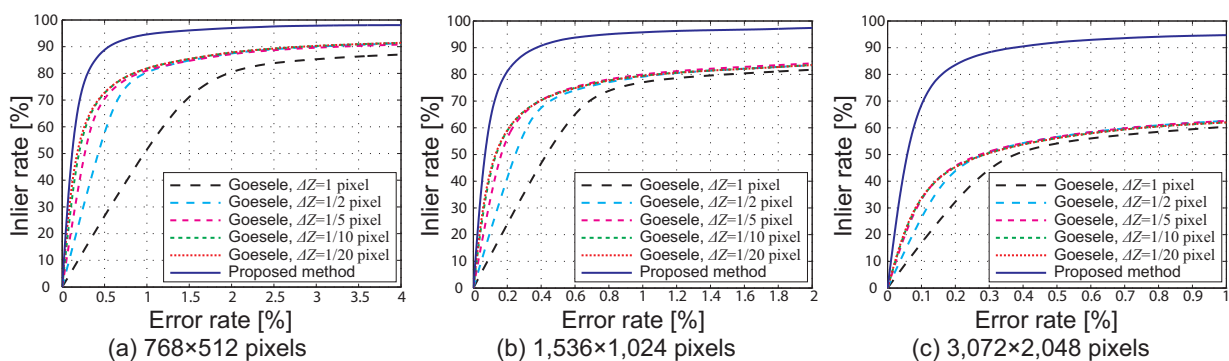 Inlier rate [%]
100
90
80
70
60
50
40
30
20
10
0
Goesele, ΔZ=1 pixel
Goesele, ΔZ=1/2 pixel
Goesele, ΔZ=1/5 pixel
Goesele, ΔZ=1/10 pixel
Goesele, ΔZ=1/20 pixel
Proposed method
0 0.5 1 1.5 2 2.5 3 3.5 4
Error rate [%]
(a) 768×512 pixels
Inlier rate [%]
100
90
80
70
60
50
40
30
20
10
0
Goesele, ΔZ=1 pixel
Goesele, ΔZ=1/2 pixel
Goesele, ΔZ=1/5 pixel
Goesele, ΔZ=1/10 pixel
Goesele, ΔZ=1/20 pixel
Proposed method
0 0.2 0.4 0.6 0.8 1 1.2 1.4 1.6 1.8 2
Error rate [%]
(b) 1,536×1,024 pixels
Inlier rate [%]
100
90
80
70
60
50
40
30
20
10
0
Goesele, ΔZ=1 pixel
Goesele, ΔZ=1/2 pixel
Goesele, ΔZ=1/5 pixel
Goesele, ΔZ=1/10 pixel
Goesele, ΔZ=1/20 pixel
Proposed method
0 0.1 0.2 0.3 0.4 0.5 0.6 0.7 0.8 0.9 1
Error rate [%]
(c) 3,072×2,048 pixels